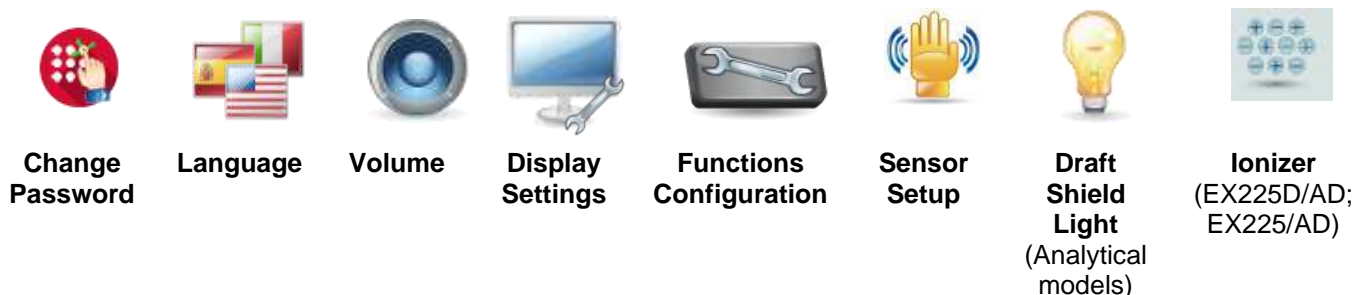 Change
Password
Language
Volume
Display
Settings
Functions
Configuration
Sensor
Setup
Draft
Shield
Light
(Analytical
models)
Ionizer
(EX225D/AD;
EX225/AD)